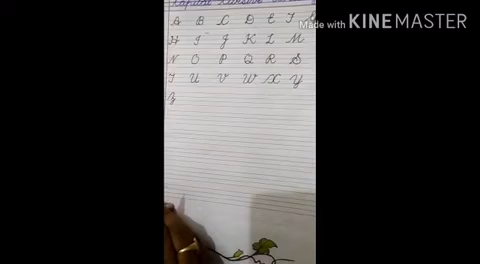 Capital Cursive
Made with KINEMASTER
A B C D E F
H I J K L M
N O P Q R S
T U V W X Y
Z